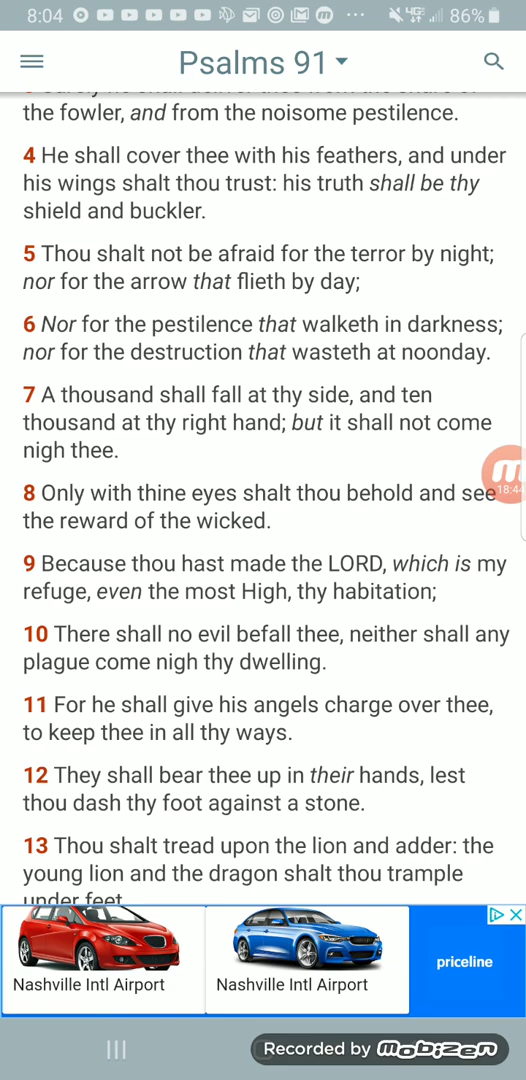 8:04
86%
Psalms 91
the fowler, and from the noisome pestilence.
4 He shall cover thee with his feathers, and under
his wings shalt thou trust: his truth shall be thy
shield and buckler.
5 Thou shalt not be afraid for the terror by night;
nor for the arrow that flieth by day;
6 Nor for the pestilence that walketh in darkness;
nor for the destruction that wasteth at noonday.
7 A thousand shall fall at thy side, and ten
thousand at thy right hand; but it shall not come
nigh thee.
8 Only with thine eyes shalt thou behold and see
18:44
the reward of the wicked.
9 Because thou hast made the LORD, which is my
refuge, even the most High, thy habitation;
10 There shall no evil befall thee, neither shall any
plague come nigh thy dwelling.
11 For he shall give his angels charge over thee,
to keep thee in all thy ways.
12 They shall bear thee up in their hands, lest
thou dash thy foot against a stone.
13 Thou shalt tread upon the lion and adder: the
young lion and the dragon shalt thou trample
under feet
Nashville Intl Airport
Nashville Intl Airport
priceline
Recorded by mobizen